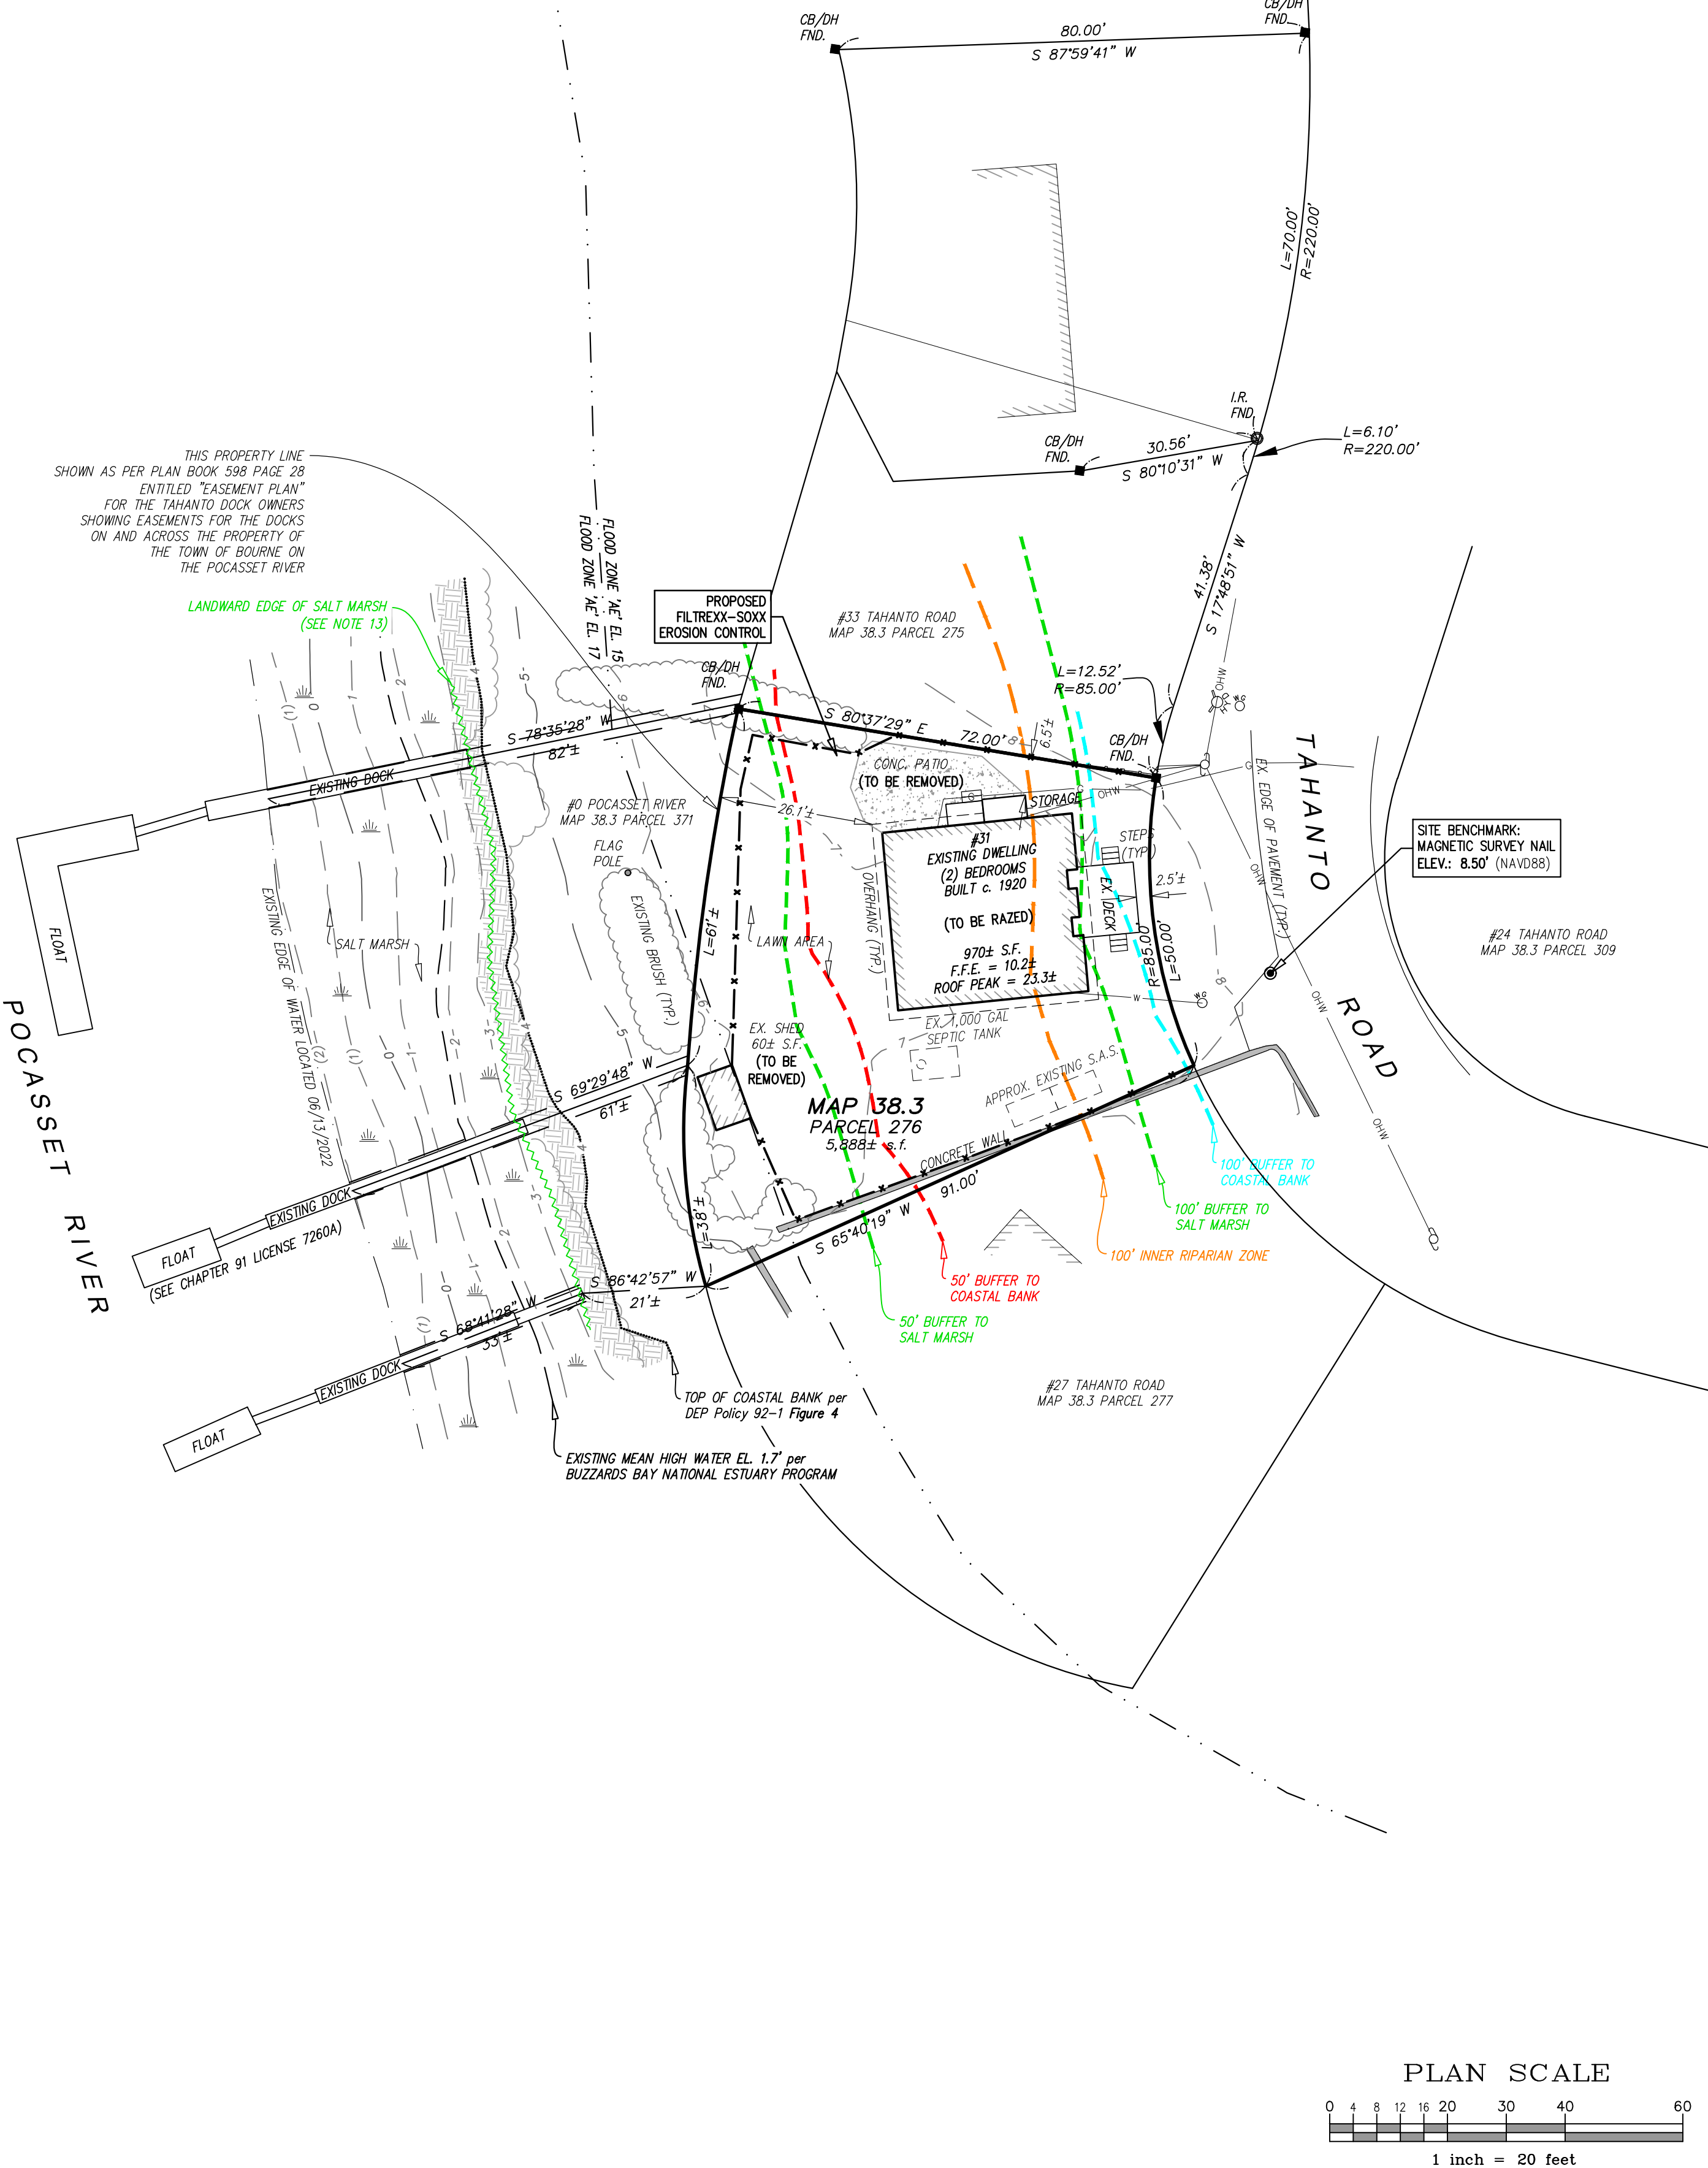 CB/DH
FND.
CB/DH
FND.
80.00'
S 87°59'41" W
L=70.00'
R=220.00'
I.R.
FND.
CB/DH
FND.
30.56'
S 80°10'31" W
L=6.10'
R=220.00'
THIS PROPERTY LINE
SHOWN AS PER PLAN BOOK 598 PAGE 28
ENTITLED "EASEMENT PLAN"
FOR THE TAHANTO DOCK OWNERS
SHOWING EASEMENTS FOR THE DOCKS
ON AND ACROSS THE PROPERTY OF
THE TOWN OF BOURNE ON
THE POCASSET RIVER
FLOOD ZONE 'AE' EL. 15
FLOOD ZONE 'AE' EL. 17
41.38'
S 17°48'51" W
LANDWARD EDGE OF SALT MARSH
(SEE NOTE 13)
PROPOSED
FILTREXX-SOXX
EROSION CONTROL
#33 TAHANTO ROAD
MAP 38.3 PARCEL 275
CB/DH
FND.
L=12.52'
R=85.00'
OHW
S 80°37'29" E
72.00'
6.5'±
CB/DH
FND.
S 78°35'28" W
82'±
EXISTING DOCK
CONC. PATIO
(TO BE REMOVED)
STORAGE
G
G
G
OHW
OHW
EX. EDGE OF PAVEMENT (TYP.)
TAHANTO
ROAD
#0 POCASSET RIVER
MAP 38.3 PARCEL 371
26.1'±
FLAG
POLE
#31
EXISTING DWELLING
(2) BEDROOMS
BUILT c. 1920
(TO BE RAZED)
970± S.F.
F.F.E. = 10.2±
ROOF PEAK = 23.3±
STEPS
(TYP.)
EX. DECK
2.5'±
L=50.00'
R=85.00'
SITE BENCHMARK:
MAGNETIC SURVEY NAIL
ELEV.: 8.50' (NAVD88)
#24 TAHANTO ROAD
MAP 38.3 PARCEL 309
FLOAT
SALT MARSH
EXISTING EDGE OF WATER LOCATED 06/13/2022
EXISTING BRUSH (TYP.)
L=61'±
LAWN AREA
OVERHANG (TYP.)
W
OHW
OHW
POCASSET RIVER
EX. SHED
60± S.F.
(TO BE
REMOVED)
EX. 1,000 GAL
SEPTIC TANK
APPROX. EXISTING S.A.S.
MAP 38.3
PARCEL 276
5,888± s.f.
S 69°29'48" W
61'±
CONCRETE WALL
91.00'
S 65°40'19" W
L=38'±
100' BUFFER TO
COASTAL BANK
100' BUFFER TO
SALT MARSH
100' INNER RIPARIAN ZONE
50' BUFFER TO
COASTAL BANK
50' BUFFER TO
SALT MARSH
EXISTING DOCK
FLOAT
(SEE CHAPTER 91 LICENSE 7260A)
S 86°42'57" W
21'±
S 68°41'28" W
33'±
EXISTING DOCK
FLOAT
TOP OF COASTAL BANK per
DEP Policy 92-1 Figure 4
#27 TAHANTO ROAD
MAP 38.3 PARCEL 277
EXISTING MEAN HIGH WATER EL. 1.7' per
BUZZARDS BAY NATIONAL ESTUARY PROGRAM
PLAN SCALE
0 4 8 12 16 20 30 40 60
1 inch = 20 feet